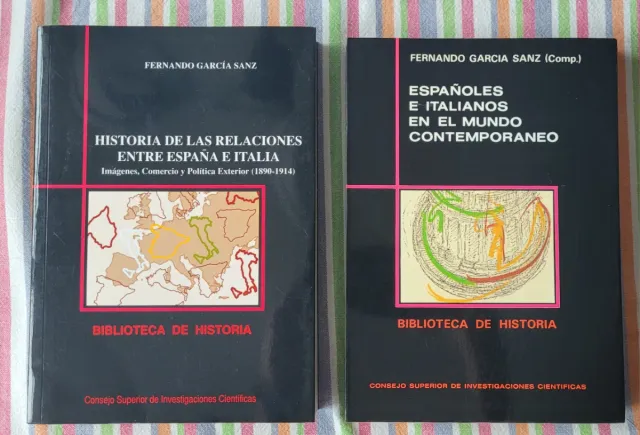 FERNANDO GARCÍA SANZ
HISTORIA DE LAS RELACIONES
ENTRE ESPAÑA E ITALIA
Imágenes, Comercio y Política Exterior (1890-1914)
BIBLIOTECA DE HISTORIA
Consejo Superior de Investigaciones Científicas
FERNANDO GARCIA SANZ (Comp.)
ESPAÑOLES
E ITALIANOS
EN EL MUNDO
CONTEMPORANEO
BIBLIOTECA DE HISTORIA
CONSEJO SUPERIOR DE INVESTIGACIONES CIENTIFICAS